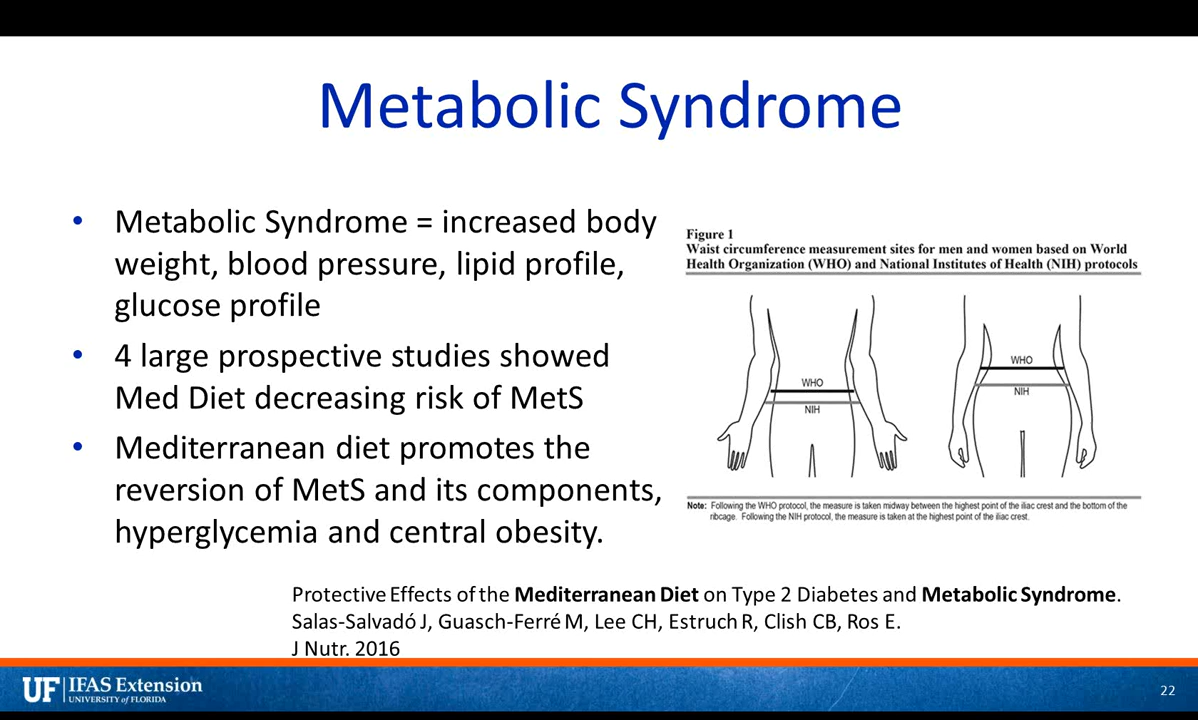 Metabolic Syndrome
• Metabolic Syndrome = increased body
weight, blood pressure, lipid profile,
glucose profile
• 4 large prospective studies showed
Med Diet decreasing risk of MetS
• Mediterranean diet promotes the
reversion of MetS and its components,
hyperglycemia and central obesity.
Figure 1
Waist circumference measurement sites for men and women based on World
Health Organization (WHO) and National Institutes of Health (NIH) protocols
WHO
NIH
WHO
NIH
Note: Following the WHO protocol, the measure is taken midway between the highest point of the iliac crest and the bottom of the
ribcage. Following the NIH protocol, the measure is taken at the highest point of the iliac crest.
Protective Effects of the Mediterranean Diet on Type 2 Diabetes and Metabolic Syndrome.
Salas-Salvadó J, Guasch-Ferré M, Lee CH, Estruch R, Clish CB, Ros E.
J Nutr. 2016
UF IFAS Extension
UNIVERSITY of FLORIDA
22